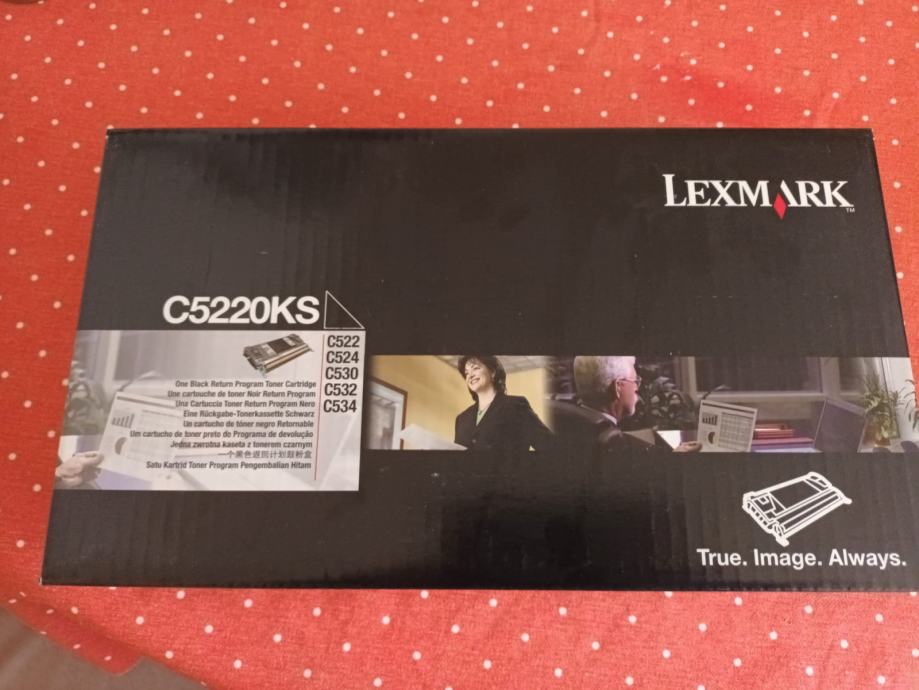 LEXMARK™
C5220KS
C522
C524
C530
C532
C534
One Black Return Program Toner Cartridge
Une cartouche de toner Noir Return Program
Una Cartuccia Toner Return Program Nero
Eine Rückgabe-Tonerkassette Schwarz
Un cartucho de tóner negro Retornable
Um cartucho de toner preto do Programa de devolução
Jedna zwrotna kaseta z tonerem czarnym
一个黑色返回计划鼓粉盒
Satu Kartrid Toner Program Pengembalian Hitam
True. Image. Always.